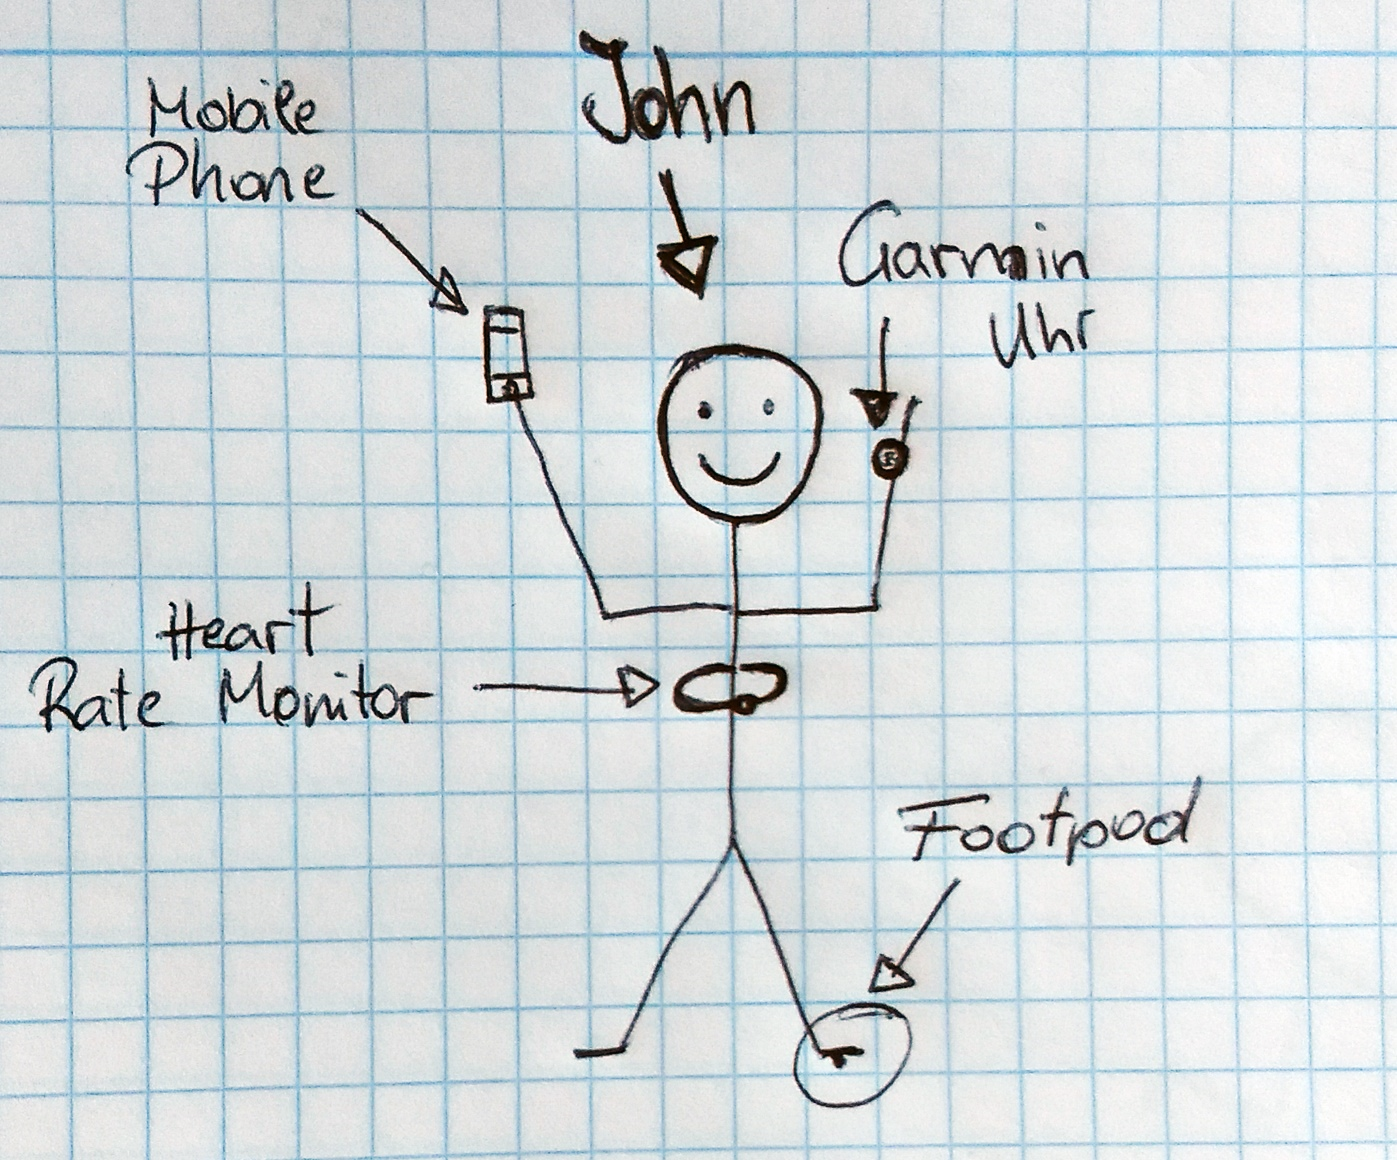 John
Mobile
Phone
Garmin
Uhr
Heart
Rate Monitor
Footpod